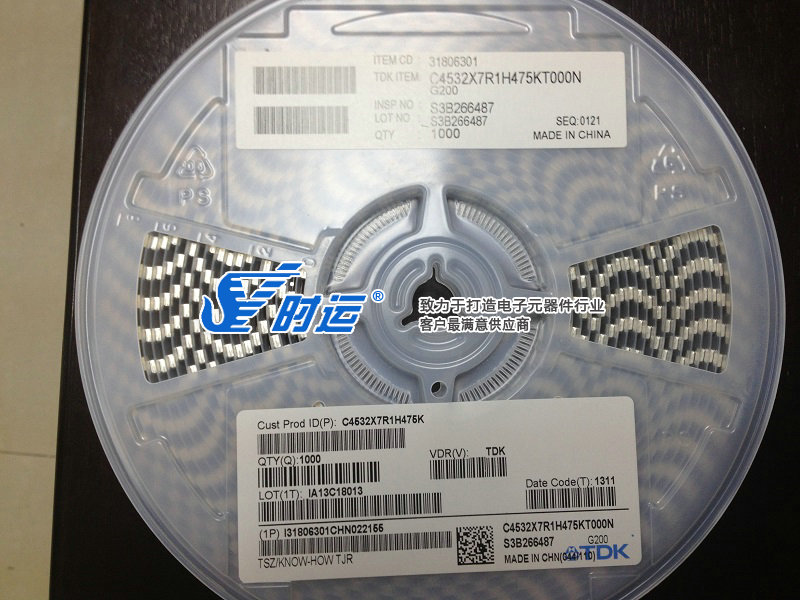 ITEM CD : 31806301
TDK ITEM: C4532X7R1H475KT000N
G200
INSP NO : S3B266487
LOT NO : S3B266487 SEQ: 0121
QTY : 1000 MADE IN CHINA
PS
PS
时运®
致力于打造电子元器件行业
客户最满意供应商
Cust Prod ID(P): C4532X7R1H475K
QTY(Q): 1000 VDR(V): TDK
LOT(1T): IA13C18013 Date Code(T): 1311
(1P) I31806301CHN022155 C4532X7R1H475KT000N
S3B266487 G200
TSZ/KNOW-HOW TJR MADE IN CHN(044/110) TDK